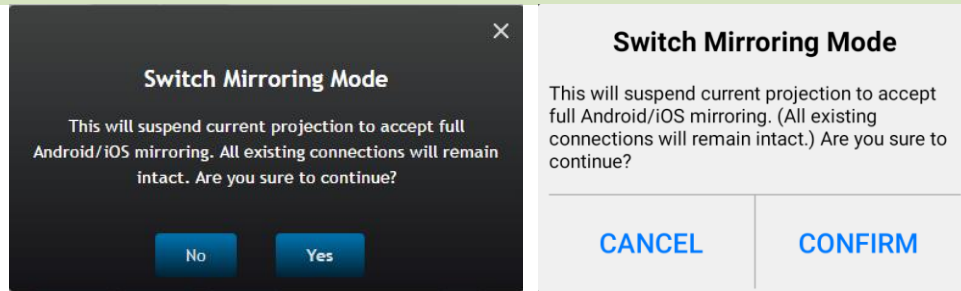 Switch Mirroring Mode
This will suspend current projection to accept full
Android/iOS mirroring. All existing connections will remain
intact. Are you sure to continue?
No
Yes
Switch Mirroring Mode
This will suspend current projection to accept
full Android/iOS mirroring. (All existing
connections will remain intact.) Are you sure to
continue?
CANCEL
CONFIRM